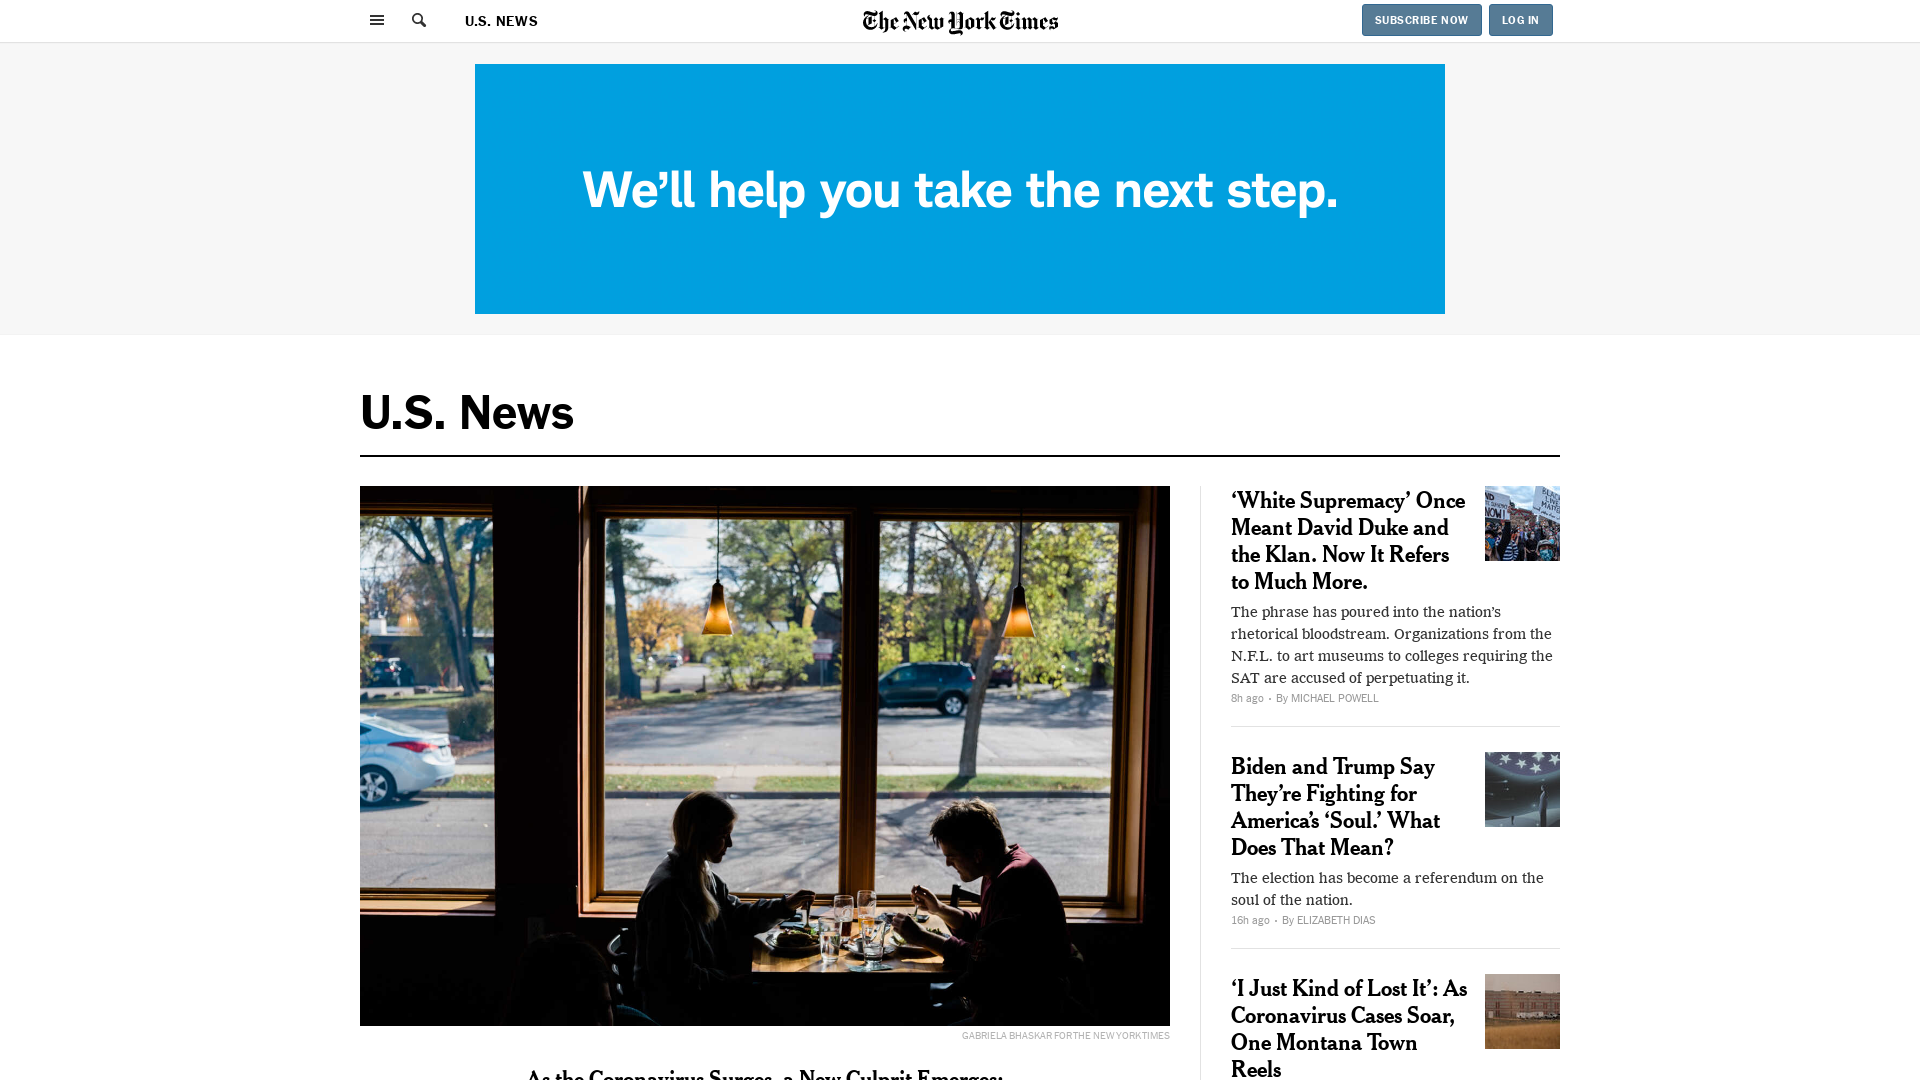 U.S. NEWS
The New York Times
SUBSCRIBE NOW
LOG IN
We’ll help you take the next step.
U.S. News
GABRIELA BHASKAR FOR THE NEW YORK TIMES
As the Coronavirus Surges, a New Culprit Emerges:
‘White Supremacy’ Once
Meant David Duke and
the Klan. Now It Refers
to Much More.
The phrase has poured into the nation’s
rhetorical bloodstream. Organizations from the
N.F.L. to art museums to colleges requiring the
SAT are accused of perpetuating it.
8h ago · By MICHAEL POWELL
Biden and Trump Say
They’re Fighting for
America’s ‘Soul.’ What
Does That Mean?
The election has become a referendum on the
soul of the nation.
16h ago · By ELIZABETH DIAS
‘I Just Kind of Lost It’: As
Coronavirus Cases Soar,
One Montana Town
Reels